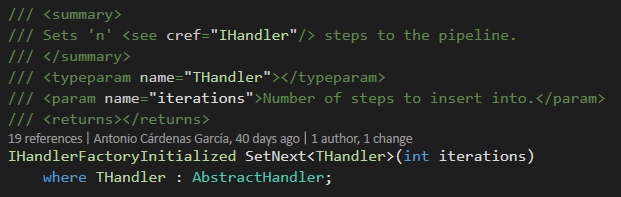 /// <summary>
/// Sets 'n' <see cref="IHandler"/> steps to the pipeline.
/// </summary>
/// <typeparam name="THandler"></typeparam>
/// <param name="iterations">Number of steps to insert into.</param>
/// <returns></returns>
19 references | Antonio Cárdenas García, 40 days ago | 1 author, 1 change
IHandlerFactoryInitialized SetNext<THandler>(int iterations)
    where THandler : AbstractHandler;